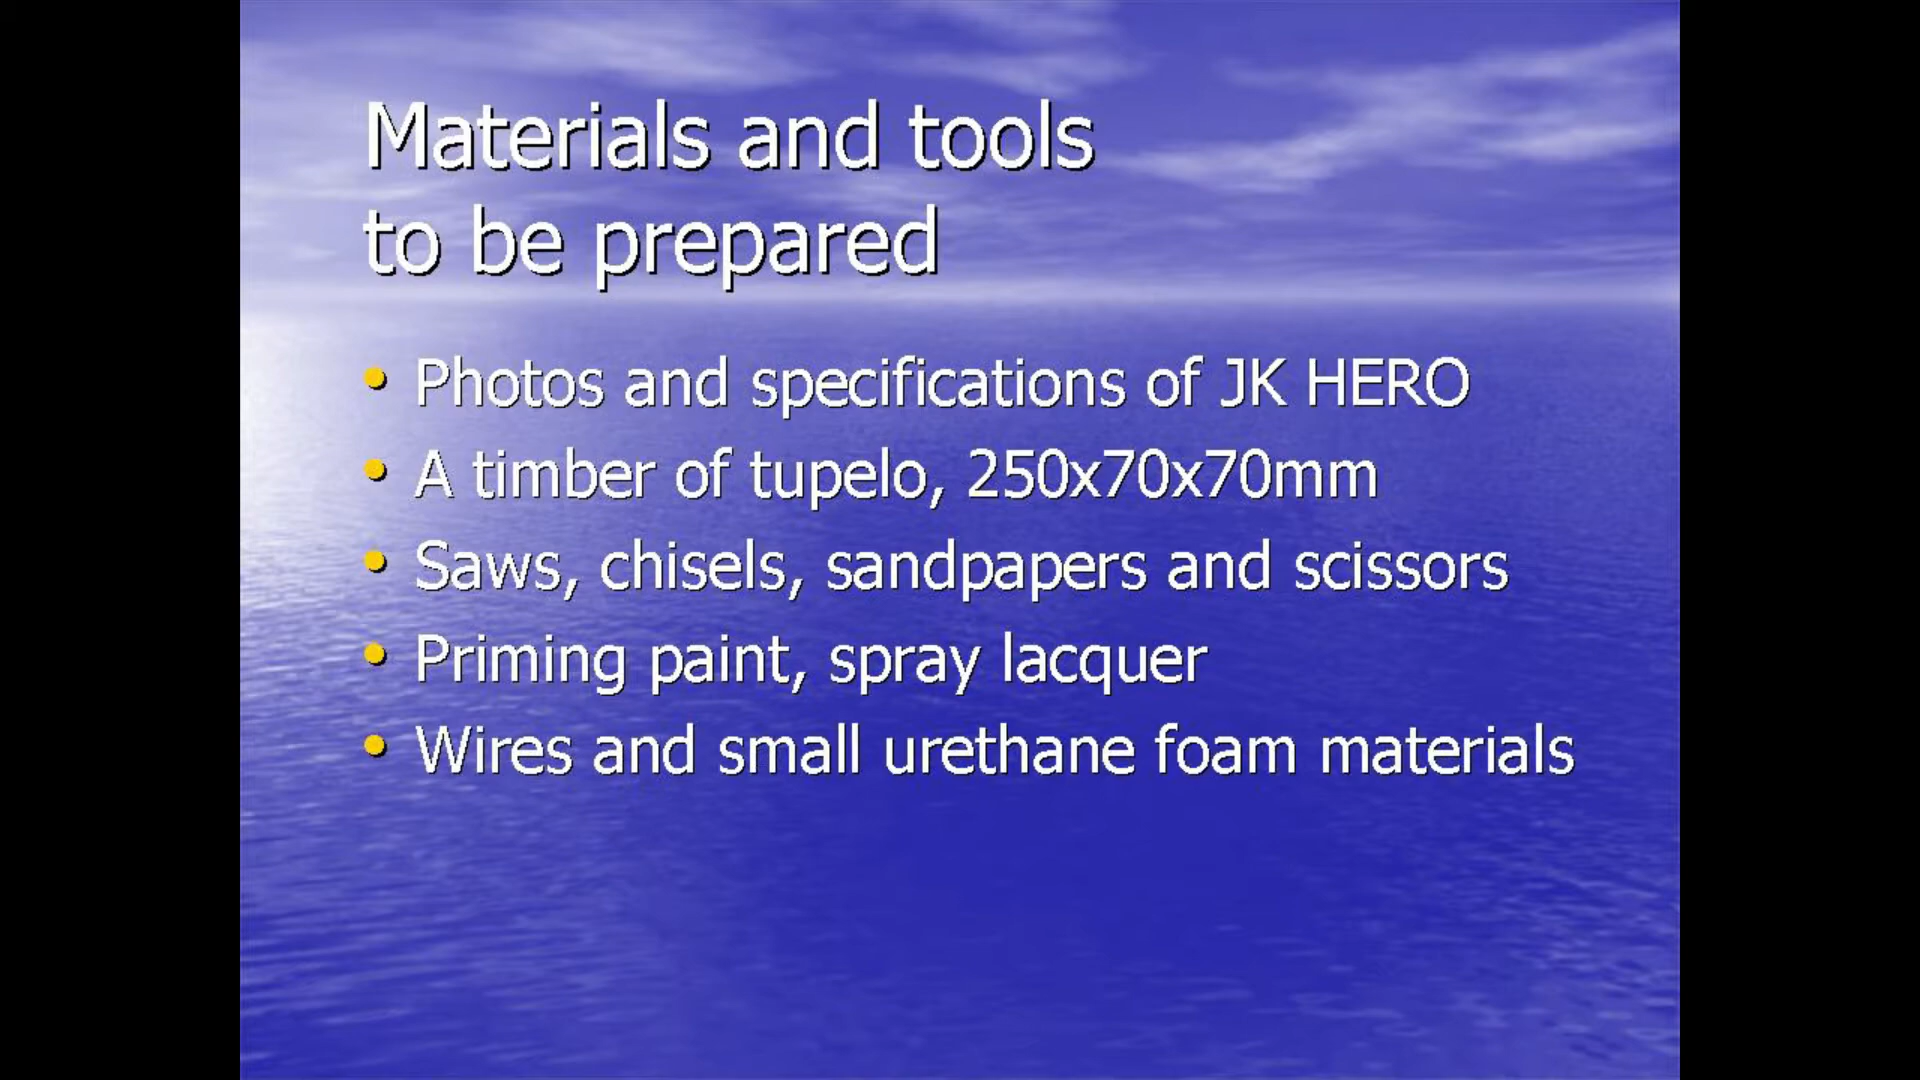 Materials and tools
to be prepared
• Photos and specifications of JK HERO
• A timber of tupelo, 250x70x70mm
• Saws, chisels, sandpapers and scissors
• Priming paint, spray lacquer
• Wires and small urethane foam materials